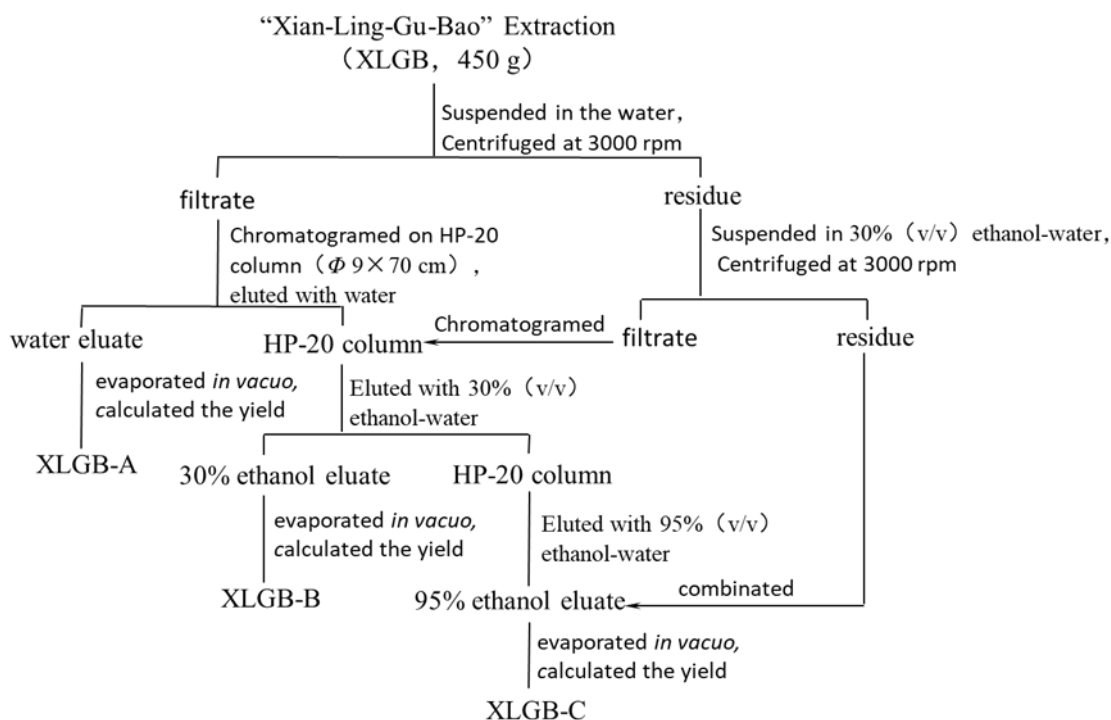 “Xian-Ling-Gu-Bao” Extraction
（XLGB，450 g）
Suspended in the water，
Centrifuged at 3000 rpm
filtrate
residue
Chromatogramed on HP-20
column（Φ 9×70 cm），
eluted with water
Suspended in 30%（v/v）ethanol-water，
Centrifuged at 3000 rpm
water eluate
HP-20 column
Chromatogramed
filtrate
residue
evaporated in vacuo,
calculated the yield
Eluted with 30%（v/v）
ethanol-water
XLGB-A
30% ethanol eluate
HP-20 column
evaporated in vacuo,
calculated the yield
Eluted with 95%（v/v）
ethanol-water
XLGB-B
95% ethanol eluate
combinated
evaporated in vacuo,
calculated the yield
XLGB-C